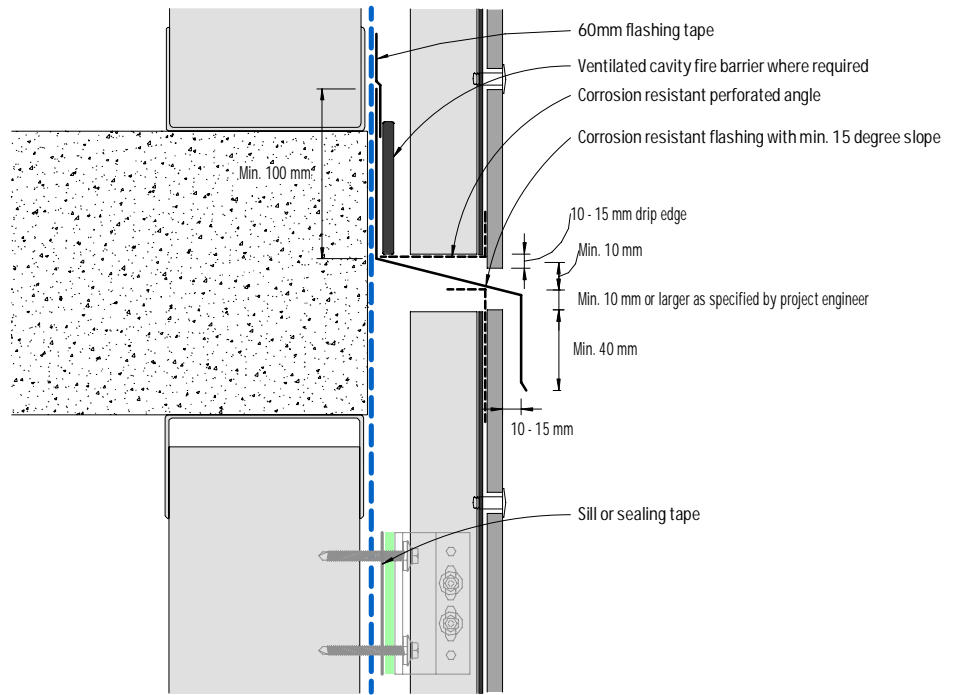 60mm flashing tape
Ventilated cavity fire barrier where required
Corrosion resistant perforated angle
Corrosion resistant flashing with min. 15 degree slope
Min. 100 mm
10 - 15 mm drip edge
Min. 10 mm
Min. 10 mm or larger as specified by project engineer
Min. 40 mm
10 - 15 mm
Sill or sealing tape